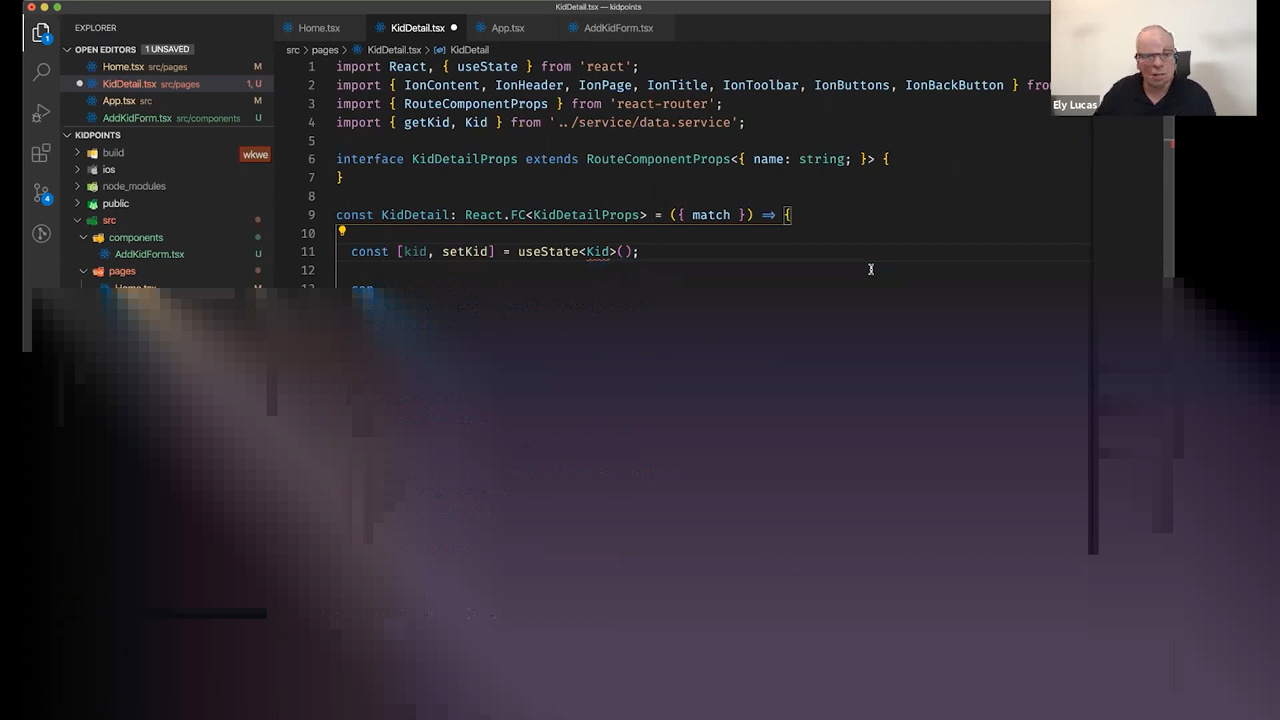 KidDetail.tsx — kidpoints
EXPLORER
Home.tsx
KidDetail.tsx
App.tsx
AddKidForm.tsx
OPEN EDITORS 1 UNSAVED
src > pages > KidDetail.tsx > KidDetail
Home.tsx src/pages M
KidDetail.tsx src/pages 1, U
App.tsx src M
AddKidForm.tsx src/components U
KIDPOINTS
build
wkwe
ios
node_modules
public
src
components
AddKidForm.tsx U
pages
1 import React, { useState } from 'react';
2 import { IonContent, IonHeader, IonPage, IonTitle, IonToolbar, IonButtons, IonBackButton } from
3 import { RouteComponentProps } from 'react-router';
4 import { getKid, Kid } from '../service/data.service';
5
6 interface KidDetailProps extends RouteComponentProps<{ name: string; }> {
7 }
8
9 const KidDetail: React.FC<KidDetailProps> = ({ match }) => {
10
11 const [kid, setKid] = useState<Kid>();
12
1
4
Ely Lucas